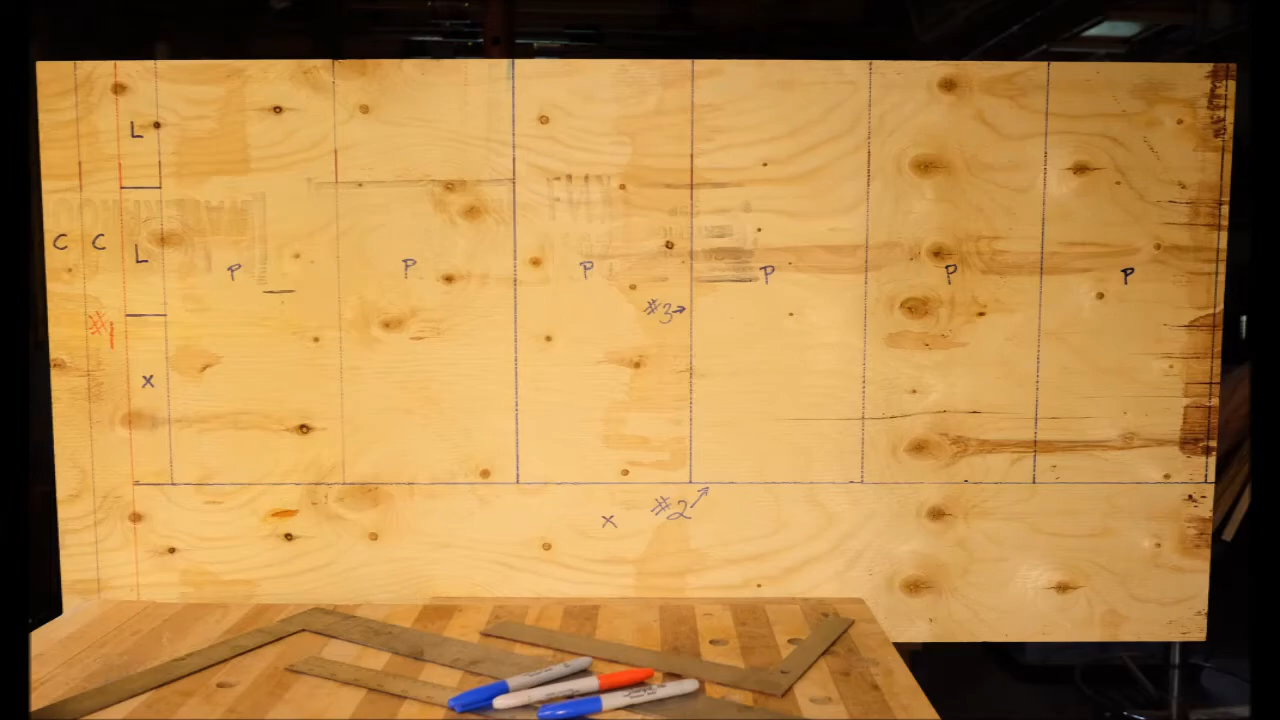 L
C C L
P P P P P P
#3→
#1
X
#2
X